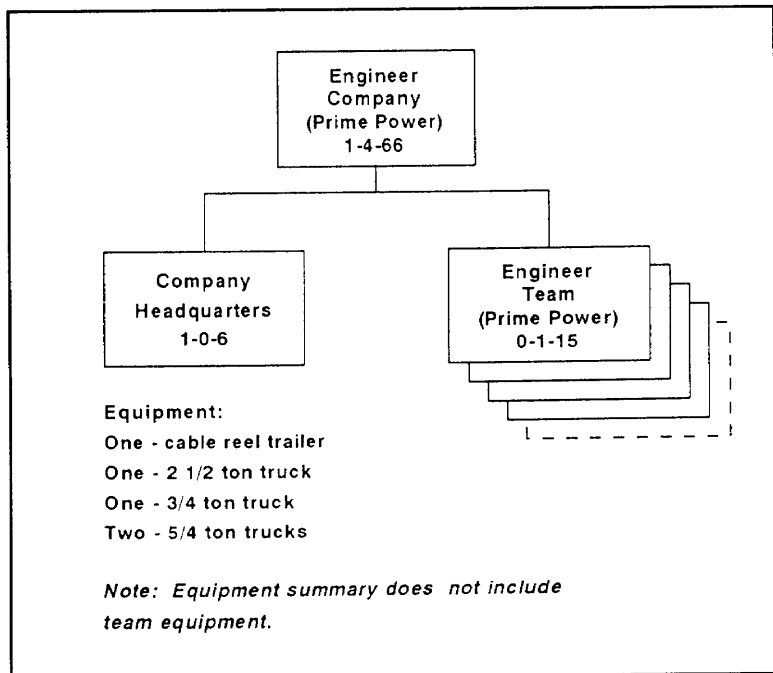 Engineer
Company
(Prime Power)
1-4-66
Company
Headquarters
1-0-6
Engineer
Team
(Prime Power)
0-1-15
Equipment:
One - cable reel trailer
One - 2 1/2 ton truck
One - 3/4 ton truck
Two - 5/4 ton trucks
Note: Equipment summary does not include
team equipment.